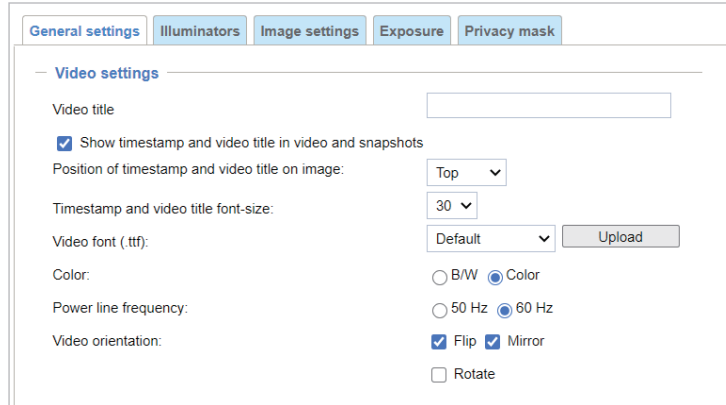 General settings Illuminators Image settings Exposure Privacy mask
Video settings
Video title
Show timestamp and video title in video and snapshots
Position of timestamp and video title on image: Top
Timestamp and video title font-size: 30
Video font (.ttf): Default Upload
Color: B/W Color
Power line frequency: 50 Hz 60 Hz
Video orientation: Flip Mirror
Rotate